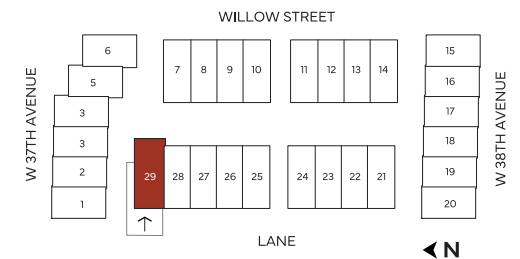 WILLOW STREET
6
5
3
3
2
1
7 8 9 10
11 12 13 14
15
16
17
18
19
20
29 28 27 26 25
24 23 22 21
W 37TH AVENUE
W 38TH AVENUE
LANE
N